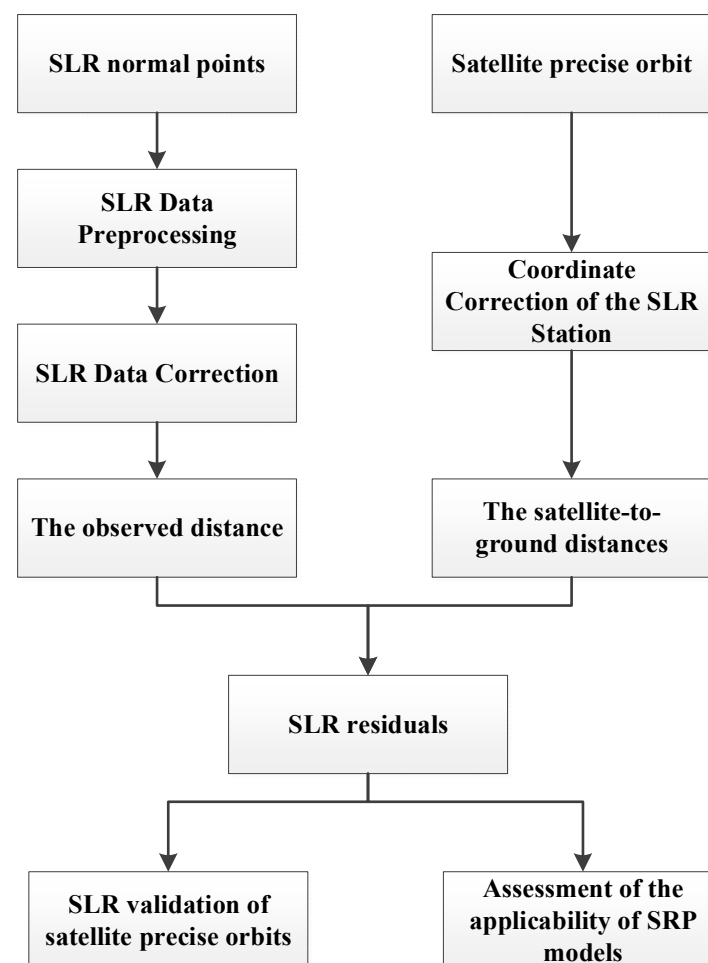 SLR normal points
Satellite precise orbit
SLR Data
Preprocessing
Coordinate
Correction of the SLR
Station
SLR Data Correction
The observed distance
The satellite-to-
ground distances
SLR residuals
SLR validation of
satellite precise orbits
Assessment of the
applicability of SRP
models